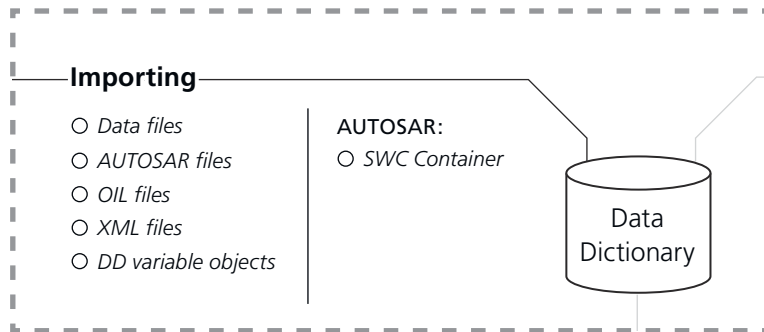 Importing
Data files
AUTOSAR files
OIL files
XML files
DD variable objects
AUTOSAR:
SWC Container
Data
Dictionary